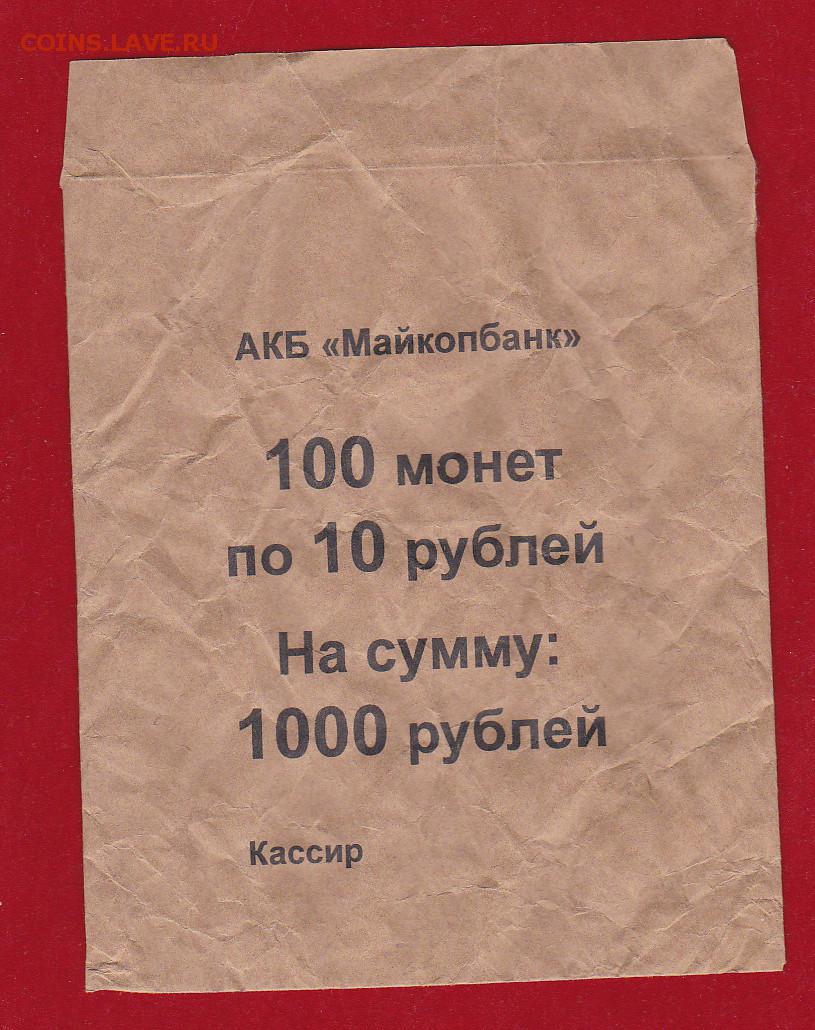 COINS.LAVE.RU
АКБ «Майкопбанк»
100 монет
по 10 рублей
На сумму:
1000 рублей
Кассир